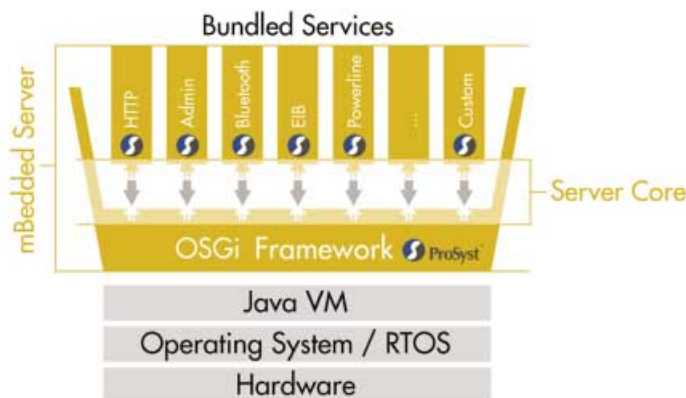 Bundled Services
mBedded Server
HTTP
Admin
Bluetooth
EIB
Powerline
...
Custom
Server Core
OSGi Framework ProSyst
Java VM
Operating System / RTOS
Hardware